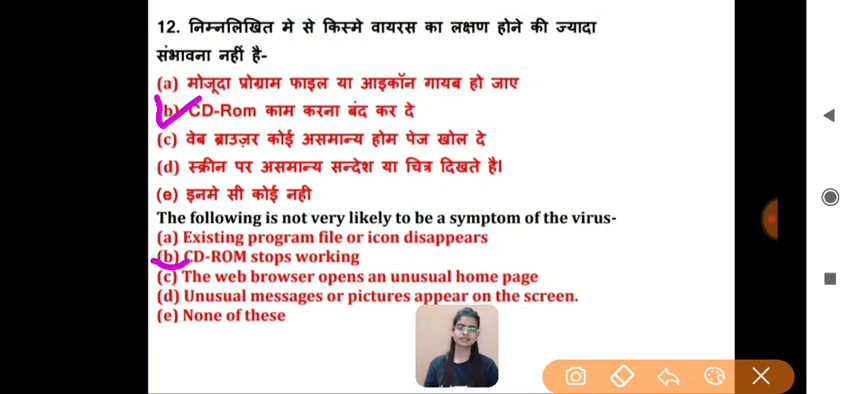 12. निम्नलिखित मे से किस्मे वायरस का लक्षण होने की ज्यादा
संभावना नहीं है-
(a) मोजूदा प्रोग्राम फाइल या आइकॉन गायब हो जाए
(b) CD-Rom काम करना बंद कर दे
(c) वेब ब्राउज़र कोई असमान्य होम पेज खोल दे
(d) स्क्रीन पर असमान्य सन्देश या चित्र दिखते है।
(e) इनमे सी कोई नही
The following is not very likely to be a symptom of the virus-
(a) Existing program file or icon disappears
(b) CD-ROM stops working
(c) The web browser opens an unusual home page
(d) Unusual messages or pictures appear on the screen.
(e) None of these